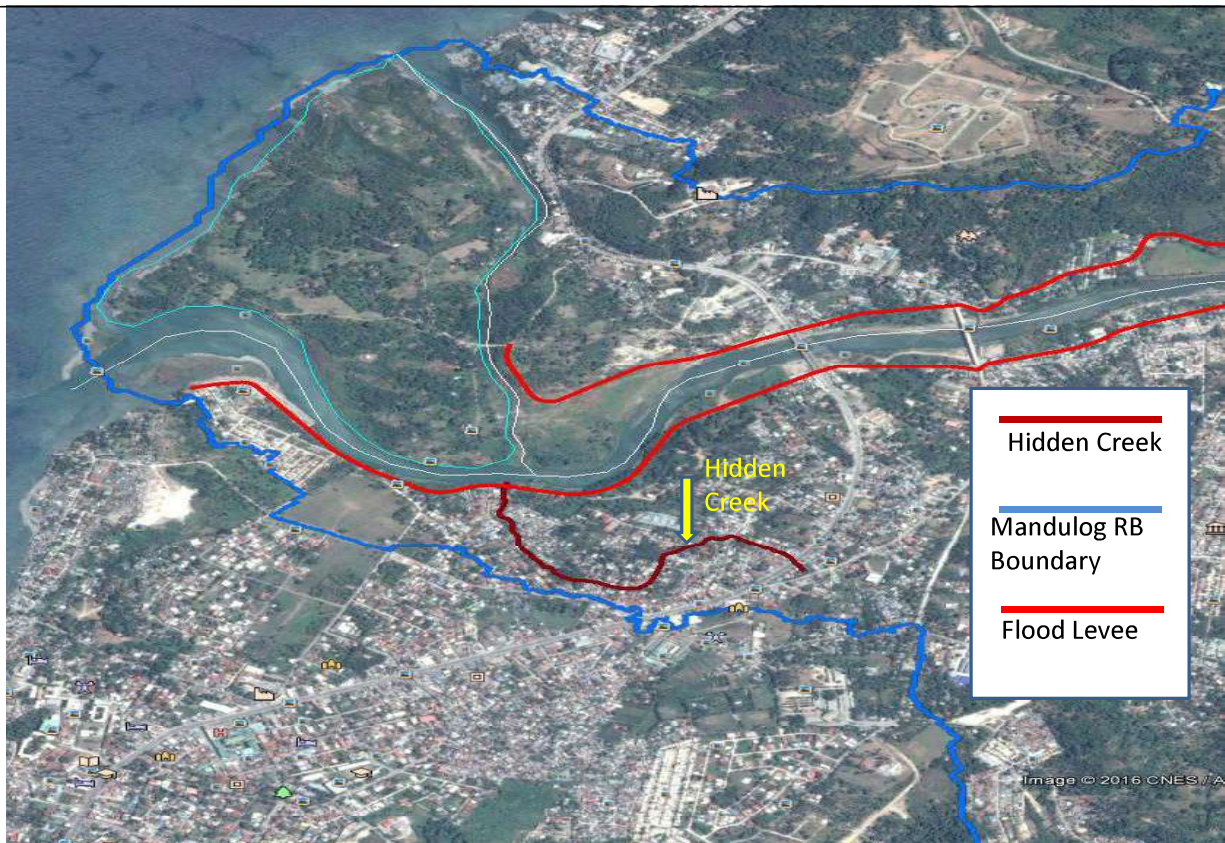 Hidden
Creek
Hidden Creek
Mandulog RB
Boundary
Flood Levee
Image © 2016 CNES / A